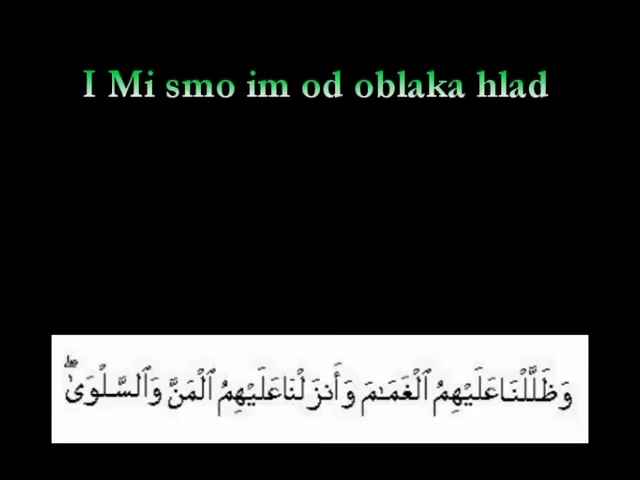 I Mi smo im od oblaka hlad
وَظَلَّلْنَا عَلَيْهِمُ ٱلْغَمَـٰمَ وَأَنزَلْنَا عَلَيْهِمُ ٱلْمَنَّ وَٱلسَّلْوَىٰ ۖ